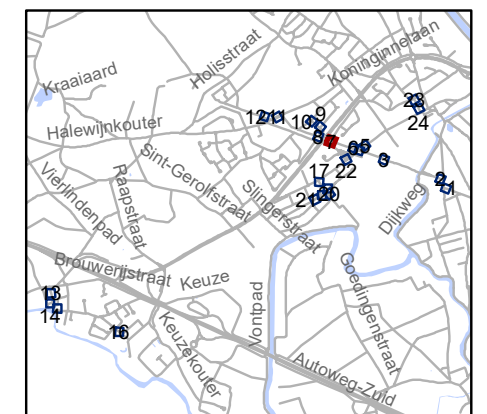 Koninginnelaan
Holisstraat
Kraaiaard
23
24
12
11
10
9
8
7
6
5
3
Halewijnkouter
22
2
1
Sint-Gerolfstraat
17
20
21
Slingerstraat
Raapstraat
Vierlindenpad
Dijkweg
Brouwerijstraat
Keuze
Goedingenstraat
Vontpad
13
14
16
Keuzekouter
Autoweg-Zuid